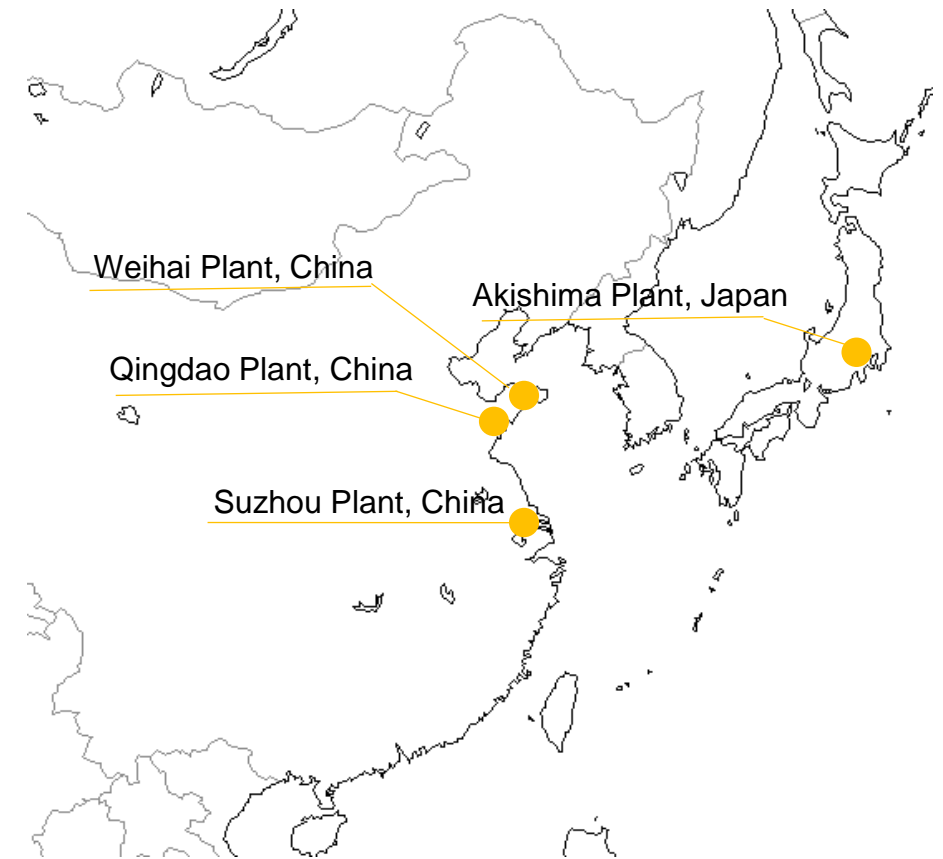 Weihai Plant, China
Akishima Plant, Japan
Qingdao Plant, China
Suzhou Plant, China